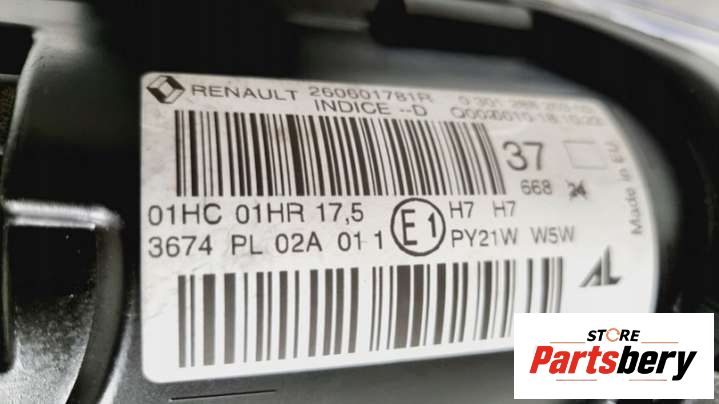 RENAULT 260601781R
INDICE --D
37
668
01HC 01HR 17,5
3674 PL 02A 01 1
E1
H7 H7
PY21W W5W
AL
Made in EU
STORE
Partsbery